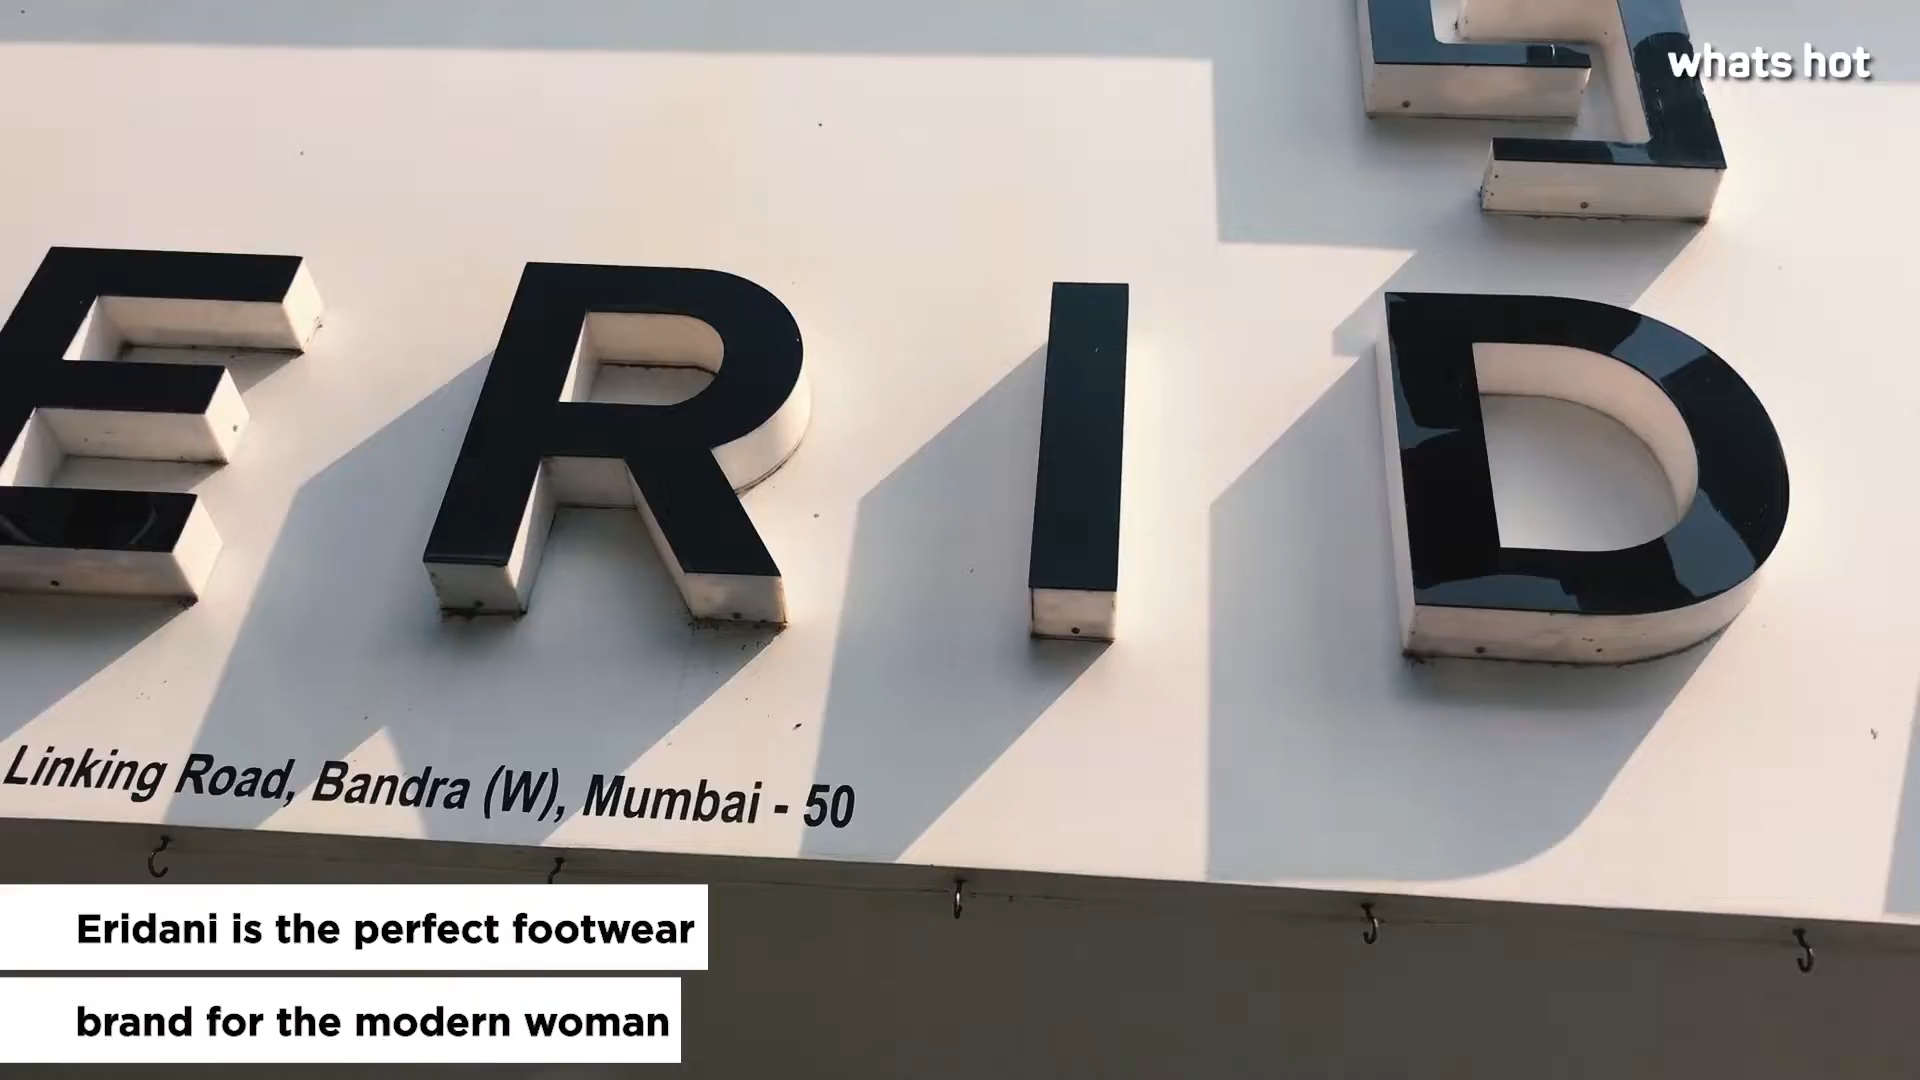 whats hot
ERID
Linking Road, Bandra (W), Mumbai - 50
Eridani is the perfect footwear
brand for the modern woman